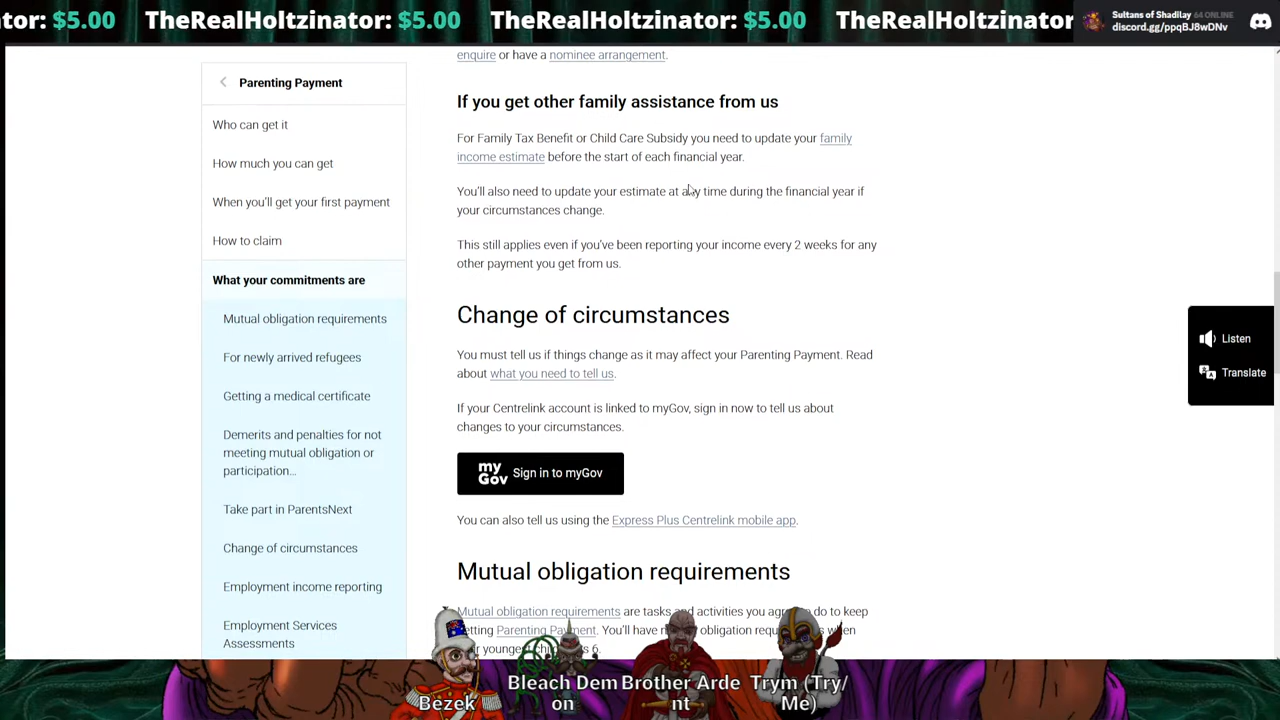 ator: $5.00 TheRealHoltzinator: $5.00 TheRealHoltzinator: $5.00 TheRealHoltzinator
Sultans of Shadilay 64 ONLINE
discord.gg/ppqBJ8wDNv
Parenting Payment
Who can get it
How much you can get
When you'll get your first payment
How to claim
What your commitments are
Mutual obligation requirements
For newly arrived refugees
Getting a medical certificate
Demerits and penalties for not
meeting mutual obligation or
participation...
Take part in ParentsNext
Change of circumstances
Employment income reporting
Employment Services
Assessments
enquire or have a nominee arrangement.
If you get other family assistance from us
For Family Tax Benefit or Child Care Subsidy you need to update your family
income estimate before the start of each financial year.
You'll also need to update your estimate at any time during the financial year if
your circumstances change.
This still applies even if you've been reporting your income every 2 weeks for any
other payment you get from us.
Change of circumstances
You must tell us if things change as it may affect your Parenting Payment. Read
about what you need to tell us.
If your Centrelink account is linked to myGov, sign in now to tell us about
changes to your circumstances.
my
Gov Sign in to myGov
You can also tell us using the Express Plus Centrelink mobile app.
Mutual obligation requirements
Mutual obligation requirements are tasks and activities you do to keep
Parenting Payment. You'll have obligation when
6.
Listen
Translate
Bezek
Bleach Dem
on
Brother Arde
nt
Trym (Try/
Me)